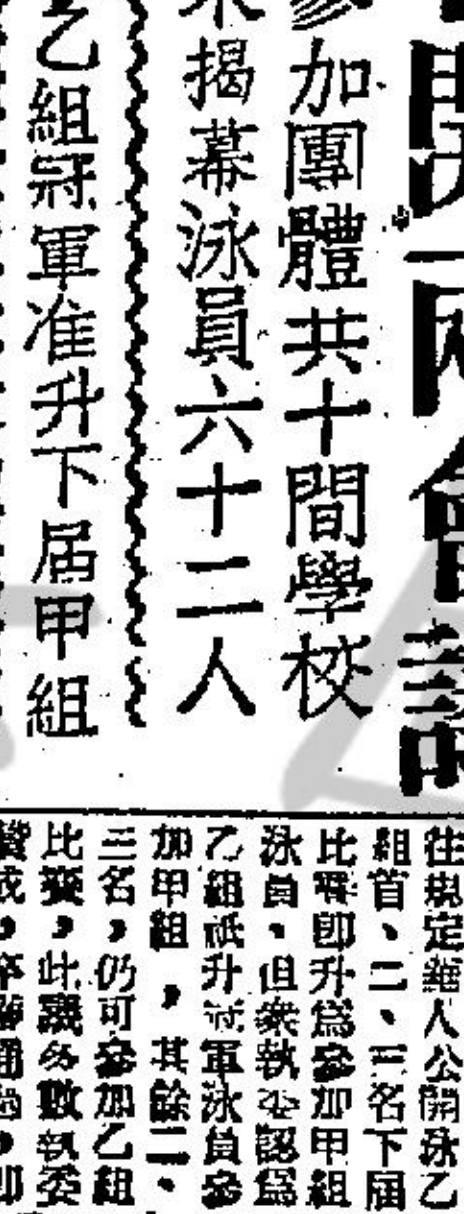 會議
參加團體共十間學校
揭幕泳員六十二人
乙組冠軍准升下屆甲組
往規定華人公開泳乙
組首、二、三名下屆
比賽即升為參加甲組
泳員、但衆執委認為
乙組祇升冠軍泳員參
加甲組,其餘二、
三名,仍可參加乙組
比賽,此議多數執委
贊成,卒獲通過,即